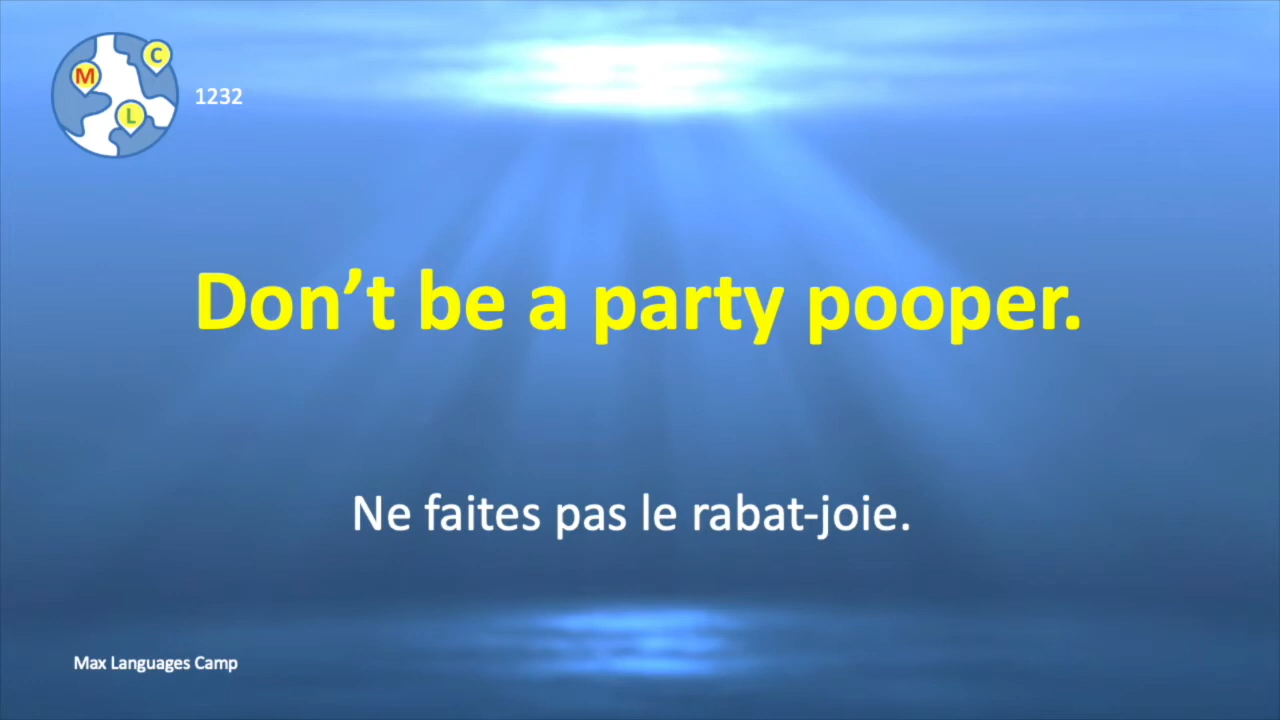 M
C
L
1232
Don’t be a party pooper.
Ne faites pas le rabat-joie.
Max Languages Camp